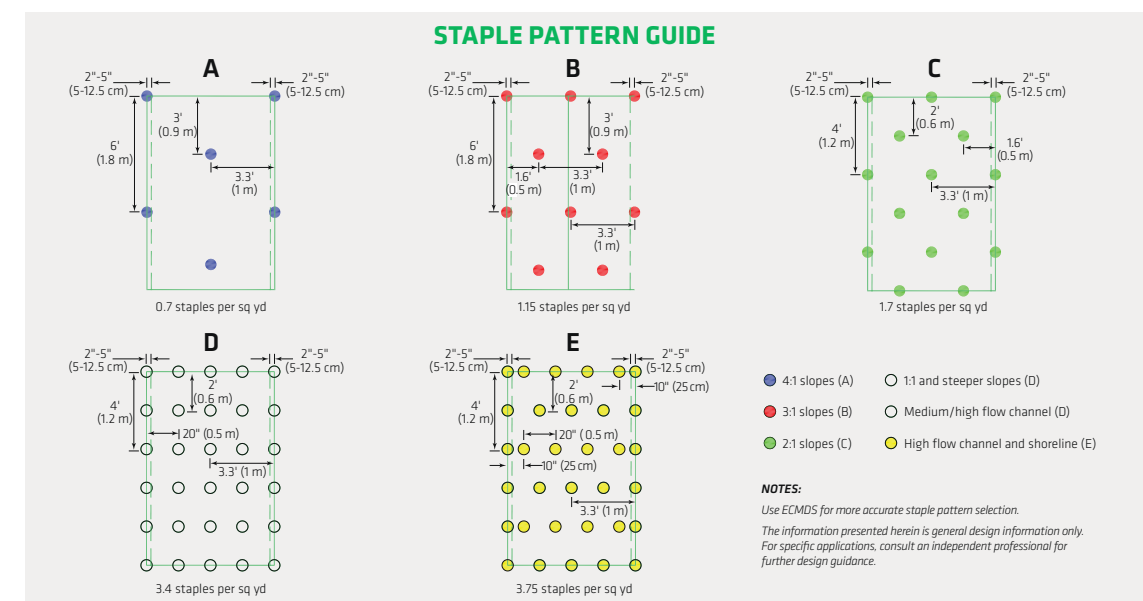 STAPLE PATTERN GUIDE
A
2"-5"
(5-12.5 cm)
2"-5"
(5-12.5 cm)
3'
(0.9 m)
6'
(1.8 m)
3.3'
(1 m)
0.7 staples per sq yd
B
2"-5"
(5-12.5 cm)
2"-5"
(5-12.5 cm)
3'
(0.9 m)
6'
(1.8 m)
1.6'
(0.5 m)
3.3'
(1 m)
3.3'
(1 m)
1.15 staples per sq yd
C
2"-5"
(5-12.5 cm)
2"-5"
(5-12.5 cm)
2'
(0.6 m)
4'
(1.2 m)
1.6'
(0.5 m)
3.3' (1 m)
1.7 staples per sq yd
D
2"-5"
(5-12.5 cm)
2"-5"
(5-12.5 cm)
2'
(0.6 m)
4'
(1.2 m)
20" (0.5 m)
3.3' (1 m)
3.4 staples per sq yd
E
2"-5"
(5-12.5 cm)
2"-5"
(5-12.5 cm)
10" (25 cm)
2'
(0.6 m)
4'
(1.2 m)
20" ( 0.5 m)
10" (25 cm)
3.3' (1 m)
3.75 staples per sq yd
4:1 slopes (A)
1:1 and steeper slopes (D)
3:1 slopes (B)
Medium/high flow channel (D)
2:1 slopes (C)
High flow channel and shoreline (E)
NOTES:
Use ECMDS for more accurate staple pattern selection.
The information presented herein is general design information only.
For specific applications, consult an independent professional for
further design guidance.